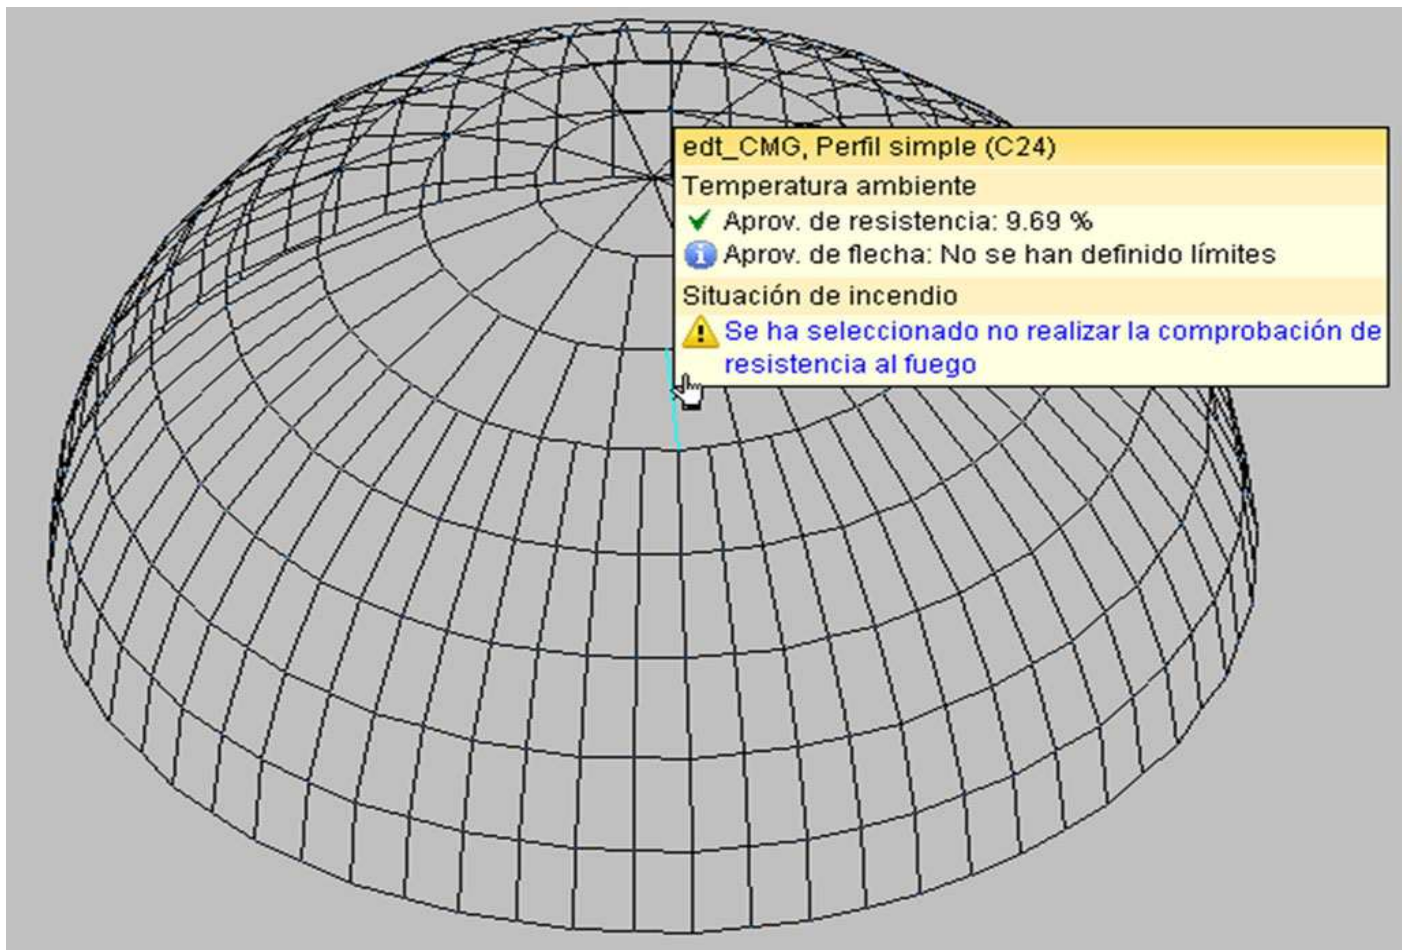 edt_CMG, Perfil simple (C24)
Temperatura ambiente
Aprov. de resistencia: 9.69 %
Aprov. de flecha: No se han definido límites
Situación de incendio
Se ha seleccionado no realizar la comprobación de
resistencia al fuego